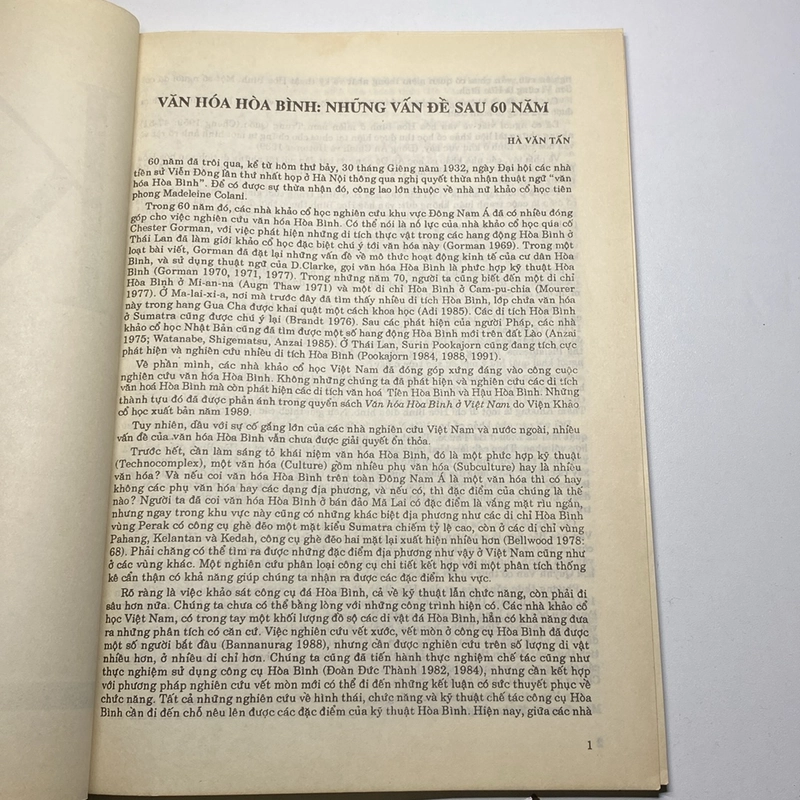 VĂN HÓA HÒA BÌNH: NHỮNG VẤN ĐỀ SAU 60 NĂM
HÀ VĂN TẤN
60 năm đã trôi qua, kể từ hôm thứ bảy, 30 tháng Giêng năm 1932, ngày Đại hội các nhà
tiền sử Viễn Đông lần thứ nhất họp ở Hà Nội thông qua nghị quyết thừa nhận thuật ngữ "văn
hóa Hòa Bình". Để có được sự thừa nhận đó, công lao lớn thuộc về nhà nữ khảo cổ học tiên
phong Madeleine Colani.
Trong 60 năm đó, các nhà khảo cổ học nghiên cứu khu vực Đông Nam Á đã có nhiều đóng
góp cho việc nghiên cứu văn hóa Hòa Bình. Có thể nói là nổ lực của nhà khảo cổ học quá cố
Chester Gorman, với việc phát hiện những di tích thực vật trong các hang động Hòa Bình ở
Thái Lan đã làm giới khảo cổ học đặc biệt chú ý tới văn hóa này (Gorman 1969). Trong một
loạt bài viết, Gorman đã đặt lại những vấn đề về mô thức hoạt động kinh tế của cư dân Hòa
Bình, và sử dụng thuật ngữ của D.Clarke, gọi văn hóa Hòa Bình là phức hợp kỹ thuật Hòa
Bình (Gorman 1970, 1971, 1977). Trong những năm 70, người ta cũng biết đến một di chỉ
Hòa Bình ở Mi-an-na (Augn Thaw 1971) và một di chỉ Hòa Bình ở Cam-pu-chia (Mourer
1977). Ở Ma-lai-xi-a, nơi mà trước đây đã tìm thấy nhiều di tích Hòa Bình, lớp chứa văn hóa
này trong hang Gua Cha được khai quật một cách khoa học (Adi 1985). Các di tích Hòa Bình
ở Sumatra cũng được chú ý lại (Brandt 1976). Sau các phát hiện của người Pháp, các nhà
khảo cổ học Nhật Bản cũng đã tìm được một số hang động Hòa Bình mới trên đất Lào (Anzai
1975; Watanabe, Shigematsu, Anzai 1985). Ở Thái Lan, Surin Pookajorn cũng đang tích cực
phát hiện và nghiên cứu nhiều di tích Hòa Bình (Pookajorn 1984, 1988, 1991).
Về phần mình, các nhà khảo cổ học Việt Nam đã đóng góp xứng đáng vào công cuộc
nghiên cứu văn hóa Hòa Bình. Không những chúng ta đã phát hiện và nghiên cứu các di tích
văn hoá Hòa Bình mà còn phát hiện các di tích văn hoá Tiền Hòa Bình và Hậu Hòa Bình. Những
thành tựu đó đã được phản ánh trong quyển sách Văn hóa Hòa Bình ở Việt Nam do Viện Khảo
cổ học xuất bản năm 1989.
Tuy nhiên, dầu với sự cố gắng lớn của các nhà nghiên cứu Việt Nam và nước ngoài, nhiều
vấn đề của văn hóa Hòa Bình vẫn chưa được giải quyết ổn thỏa.
Trước hết, cần làm sáng tỏ khái niệm văn hóa Hòa Bình, đó là một phức hợp kỹ thuật
(Technocomplex), một văn hóa (Culture) gồm nhiều phụ văn hóa (Subculture) hay là nhiều
văn hóa? Và nếu coi văn hóa Hòa Bình trên toàn Đông Nam Á là một văn hóa thì có hay
không các phụ văn hóa hay các dạng địa phương, và nếu có, thì đặc điểm của chúng là thế
nào? Người ta đã coi văn hóa Hòa Bình ở bán đảo Mã Lai có đặc điểm là vắng mặt rìu ngắn,
nhưng ngay trong khu vực này cũng có những khác biệt địa phương như các di chỉ Hòa Bình
vùng Perak có công cụ ghè đẽo một mặt kiểu Sumatra chiếm tỷ lệ cao, còn ở các di chỉ vùng
Pahang, Kelantan và Kedah, công cụ ghè đẽo hai mặt lại xuất hiện nhiều hơn (Bellwood 1978:
68). Phải chăng có thể tìm ra được những đặc điểm địa phương như vậy ở Việt Nam cũng như
ở các vùng khác. Một nghiên cứu phân loại công cụ chi tiết kết hợp với một phân tích thống
kê cẩn thận có khả năng giúp chúng ta nhận ra được các đặc điểm khu vực.
Rõ ràng là việc khảo sát công cụ đá Hòa Bình, cả về kỹ thuật lẫn chức năng, còn phải đi
sâu hơn nữa. Chúng ta chưa có thể bằng lòng với những công trình hiện có. Các nhà khảo cổ
học Việt Nam, có trong tay một khối lượng đồ sộ các di vật đá Hòa Bình, hẳn có khả năng đưa
ra những phân tích có căn cứ. Việc nghiên cứu vết xước, vết mòn ở công cụ Hòa Bình đã được
một số người bắt đầu (Bannanurag 1988), nhưng cần được nghiên cứu trên số lượng di vật
nhiều hơn, ở nhiều di chỉ hơn. Chúng ta cũng đã tiến hành thực nghiệm chế tác cũng như
thực nghiệm sử dụng công cụ Hòa Bình (Đoàn Đức Thành 1982, 1984), nhưng cần kết hợp
với phương pháp nghiên cứu vết mòn mới có thể đi đến những kết luận có sức thuyết phục về
chức năng. Tất cả những nghiên cứu về hình thái, chức năng và kỹ thuật chế tác công cụ Hòa
Bình cần đi đến chỗ nêu lên được các đặc điểm của kỹ thuật Hòa Bình. Hiện nay, giữa các nhà
1